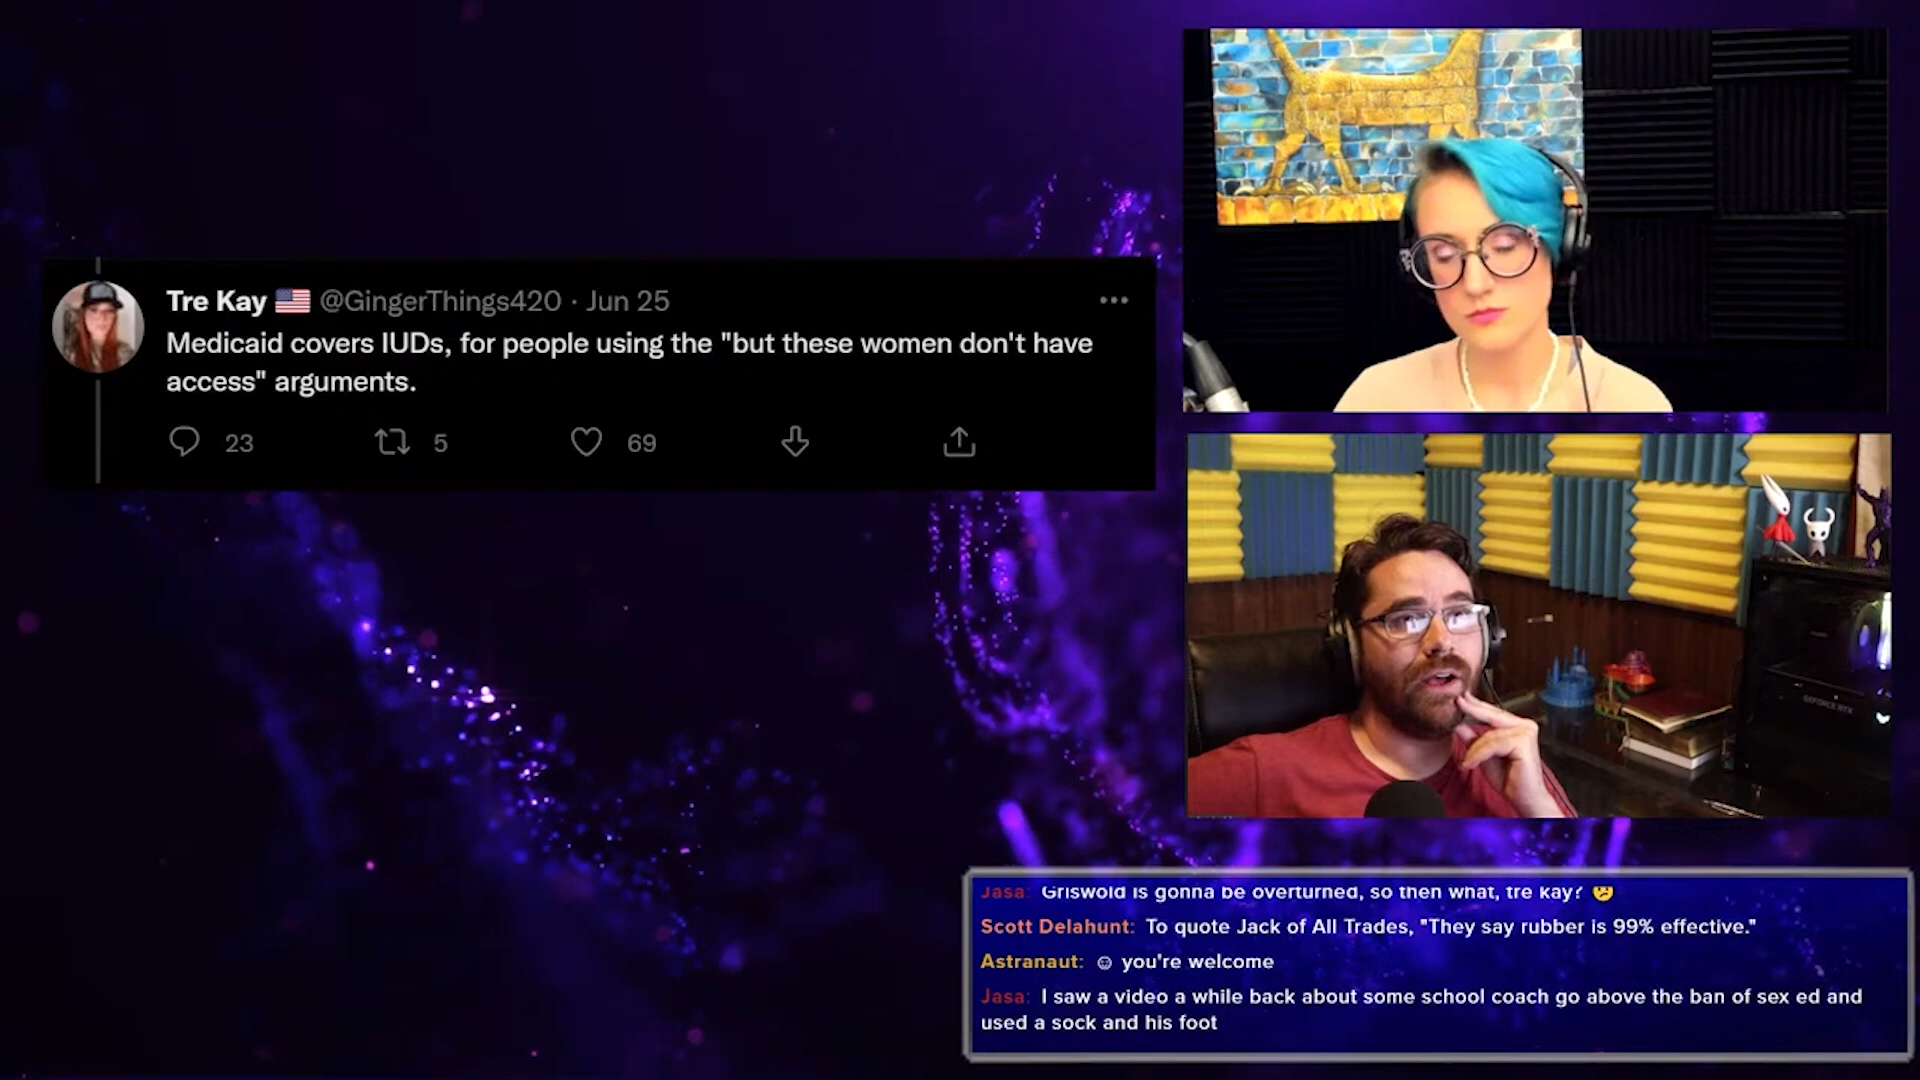 Tre Kay 🇺🇸 @GingerThings420 · Jun 25
Medicaid covers IUDs, for people using the "but these women don't have
access" arguments.
23 5 69
Jasa: Griswold is gonna be overturned, so then what, tre kay? 😕
Scott Delahunt: To quote Jack of All Trades, "They say rubber is 99% effective."
Astranaut: ☺ you're welcome
Jasa: I saw a video a while back about some school coach go above the ban of sex ed and
used a sock and his foot
GEFORCE RTX